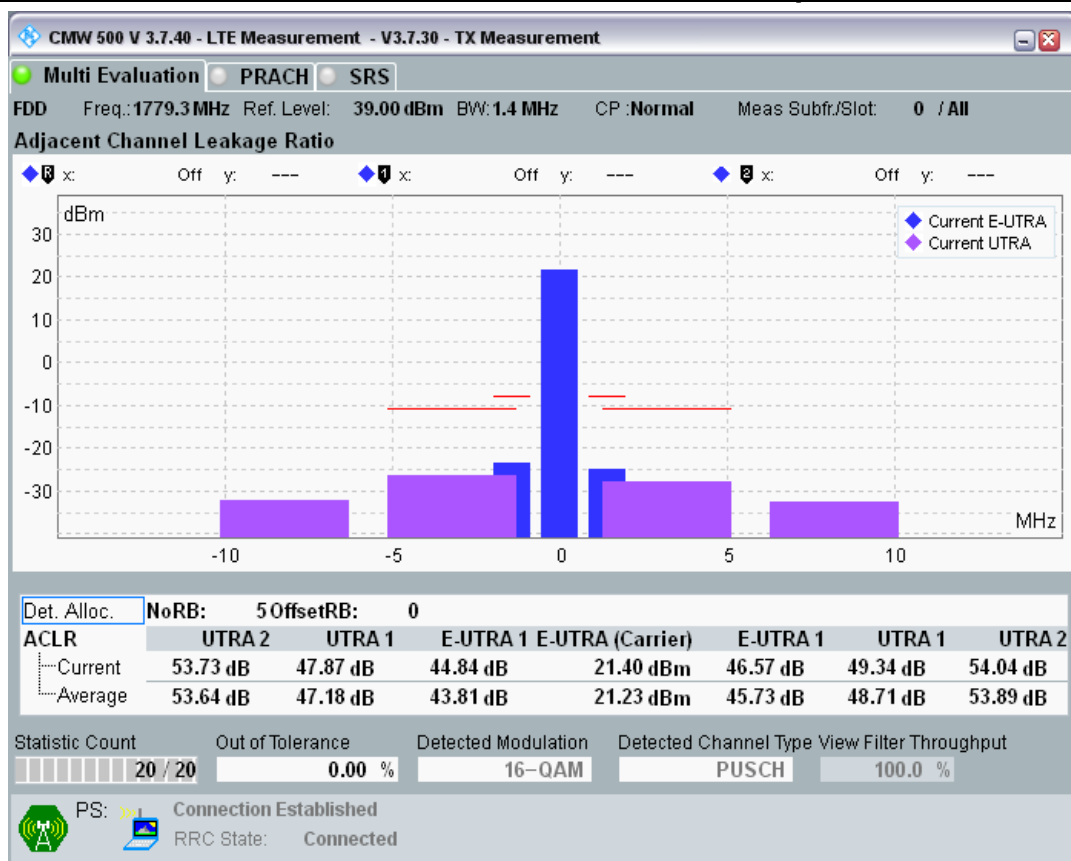 CMW 500 V 3.7.40 - LTE Measurement - V3.7.30 - TX Measurement
Multi Evaluation PRACH SRS
FDD Freq.: 1779.3 MHz Ref. Level: 39.00 dBm BW: 1.4 MHz CP :Normal Meas Subfr./Slot: 0 / All
Adjacent Channel Leakage Ratio
R x: Off y: --- 1 x: Off y: --- 2 x: Off y: ---
dBm
Current E-UTRA
Current UTRA
30
20
10
0
-10
-20
-30
MHz
-10 -5 0 5 10
Det. Alloc. NoRB: 5 OffsetRB: 0
ACLR UTRA 2 UTRA 1 E-UTRA 1 E-UTRA (Carrier) E-UTRA 1 UTRA 1 UTRA 2
Current 53.73 dB 47.87 dB 44.84 dB 21.40 dBm 46.57 dB 49.34 dB 54.04 dB
Average 53.64 dB 47.18 dB 43.81 dB 21.23 dBm 45.73 dB 48.71 dB 53.89 dB
Statistic Count Out of Tolerance Detected Modulation Detected Channel Type View Filter Throughput
20 / 20 0.00 % 16-QAM PUSCH 100.0 %
PS: Connection Established
RRC State: Connected